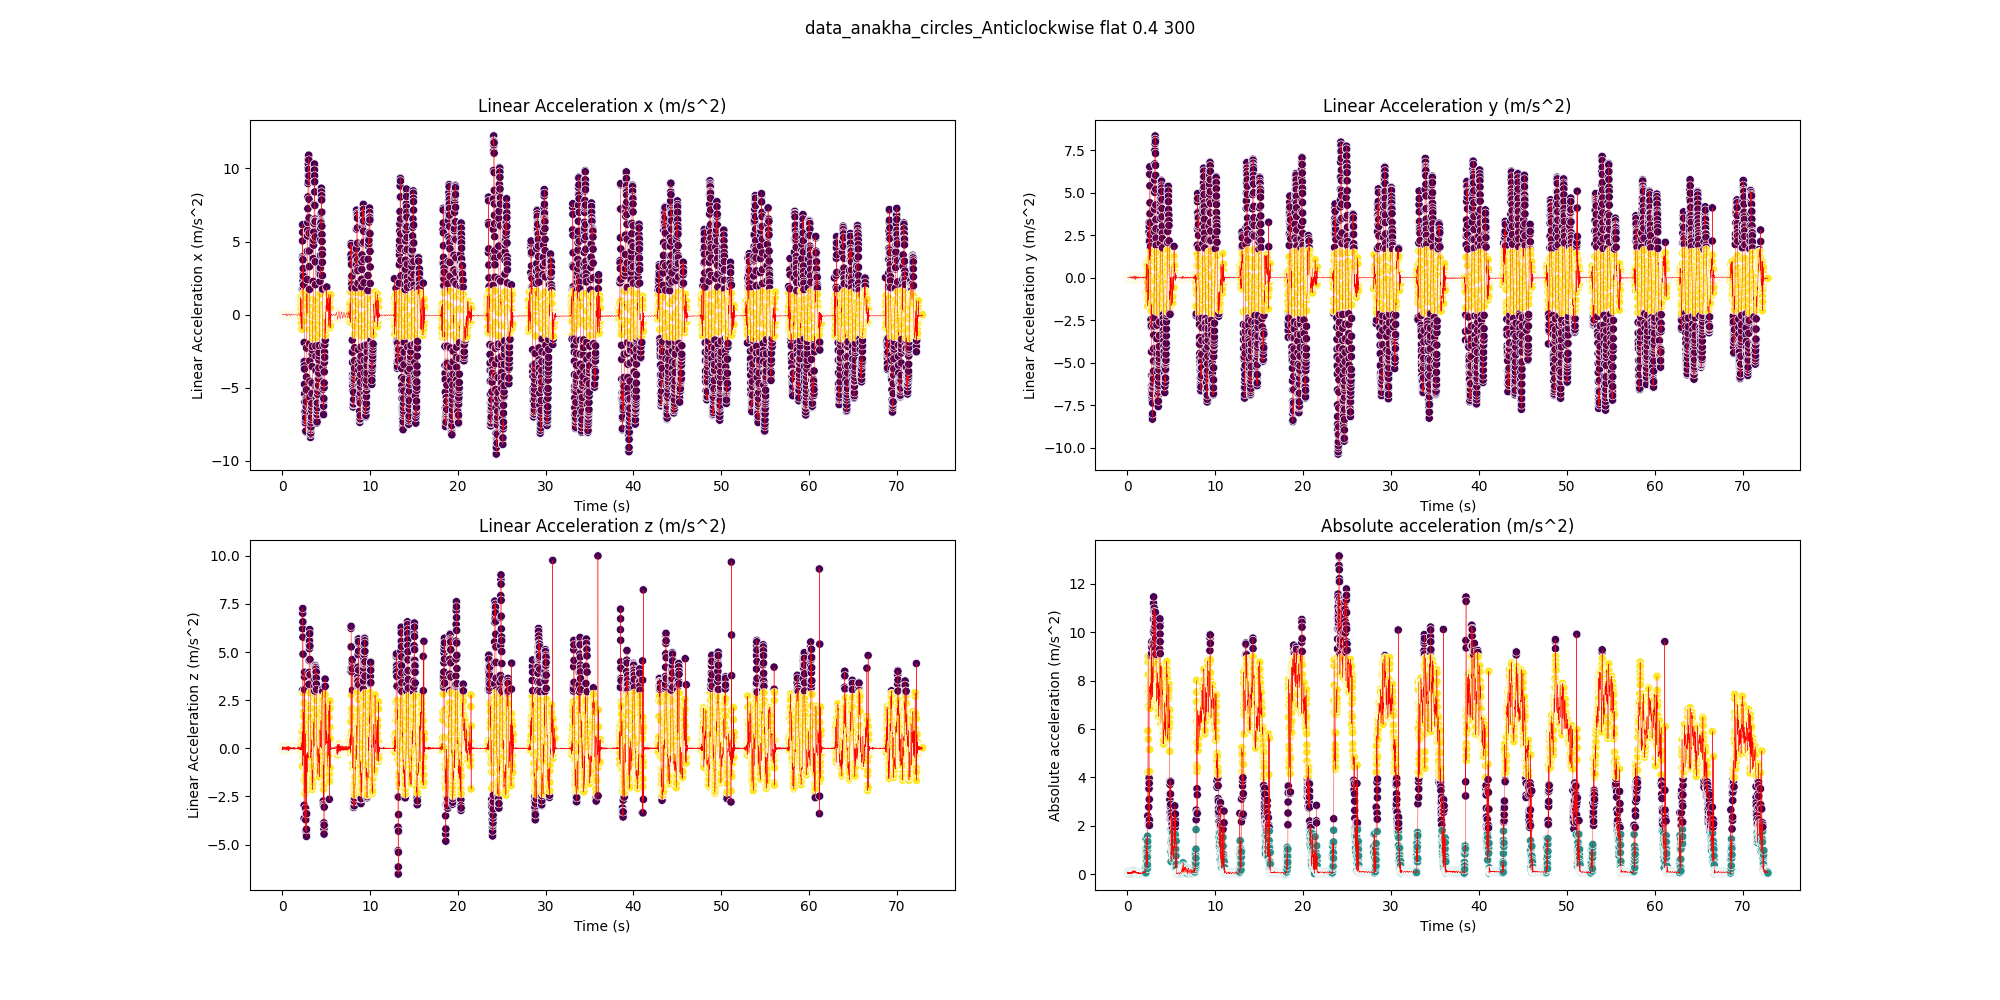 data_anakha_circles_Anticlockwise flat 0.4 300
Linear Acceleration x (m/s^2)
Linear Acceleration x (m/s^2)
10
5
0
−5
−10
0 10 20 30 40 50 60 70
Time (s)
Linear Acceleration y (m/s^2)
Linear Acceleration y (m/s^2)
7.5
5.0
2.5
0.0
−2.5
−5.0
−7.5
−10.0
0 10 20 30 40 50 60 70
Time (s)
Linear Acceleration z (m/s^2)
Linear Acceleration z (m/s^2)
10.0
7.5
5.0
2.5
0.0
−2.5
−5.0
0 10 20 30 40 50 60 70
Time (s)
Absolute acceleration (m/s^2)
Absolute acceleration (m/s^2)
12
10
8
6
4
2
0
0 10 20 30 40 50 60 70
Time (s)